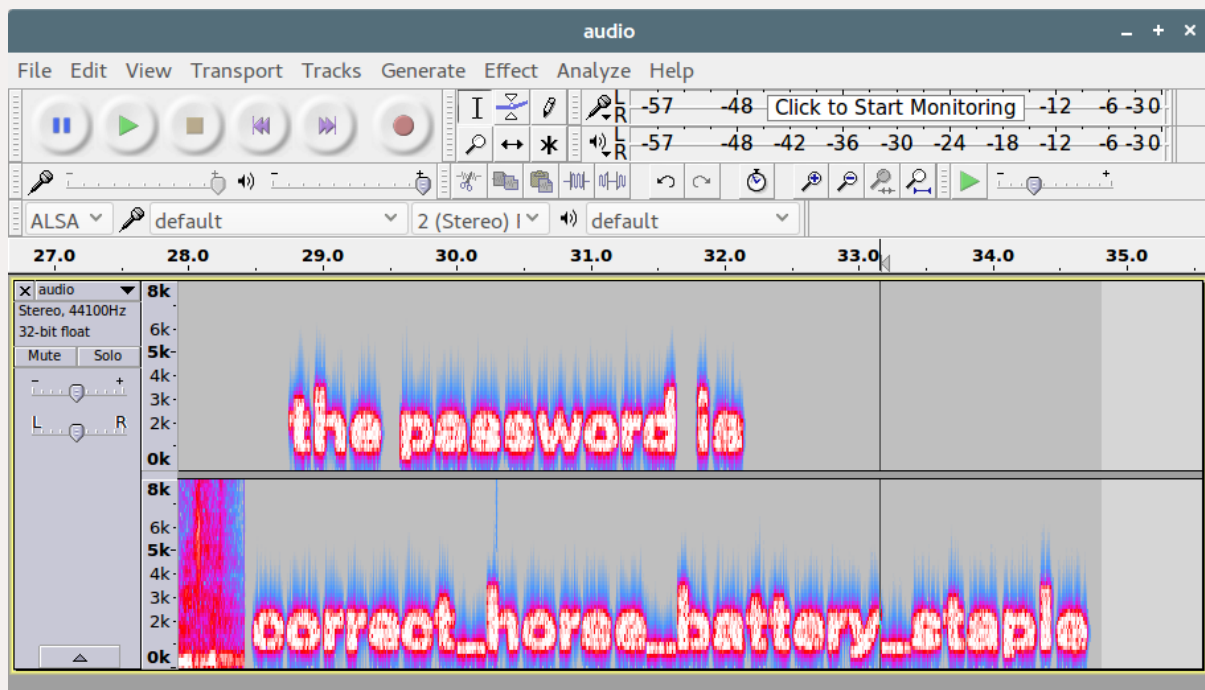 audio
File Edit View Transport Tracks Generate Effect Analyze Help
L R -57 -48 Click to Start Monitoring -12 -6 -3 0
L R -57 -48 -42 -36 -30 -24 -18 -12 -6 -3 0
- +
ALSA default 2 (Stereo) default
27.0 28.0 29.0 30.0 31.0 32.0 33.0 34.0 35.0
audio
Stereo, 44100Hz
32-bit float
Mute Solo
- +
L R
8k
6k
5k
4k
3k
2k
0k
the password is
8k
6k
5k
4k
3k
2k
0k
correct_horse_battery_staple